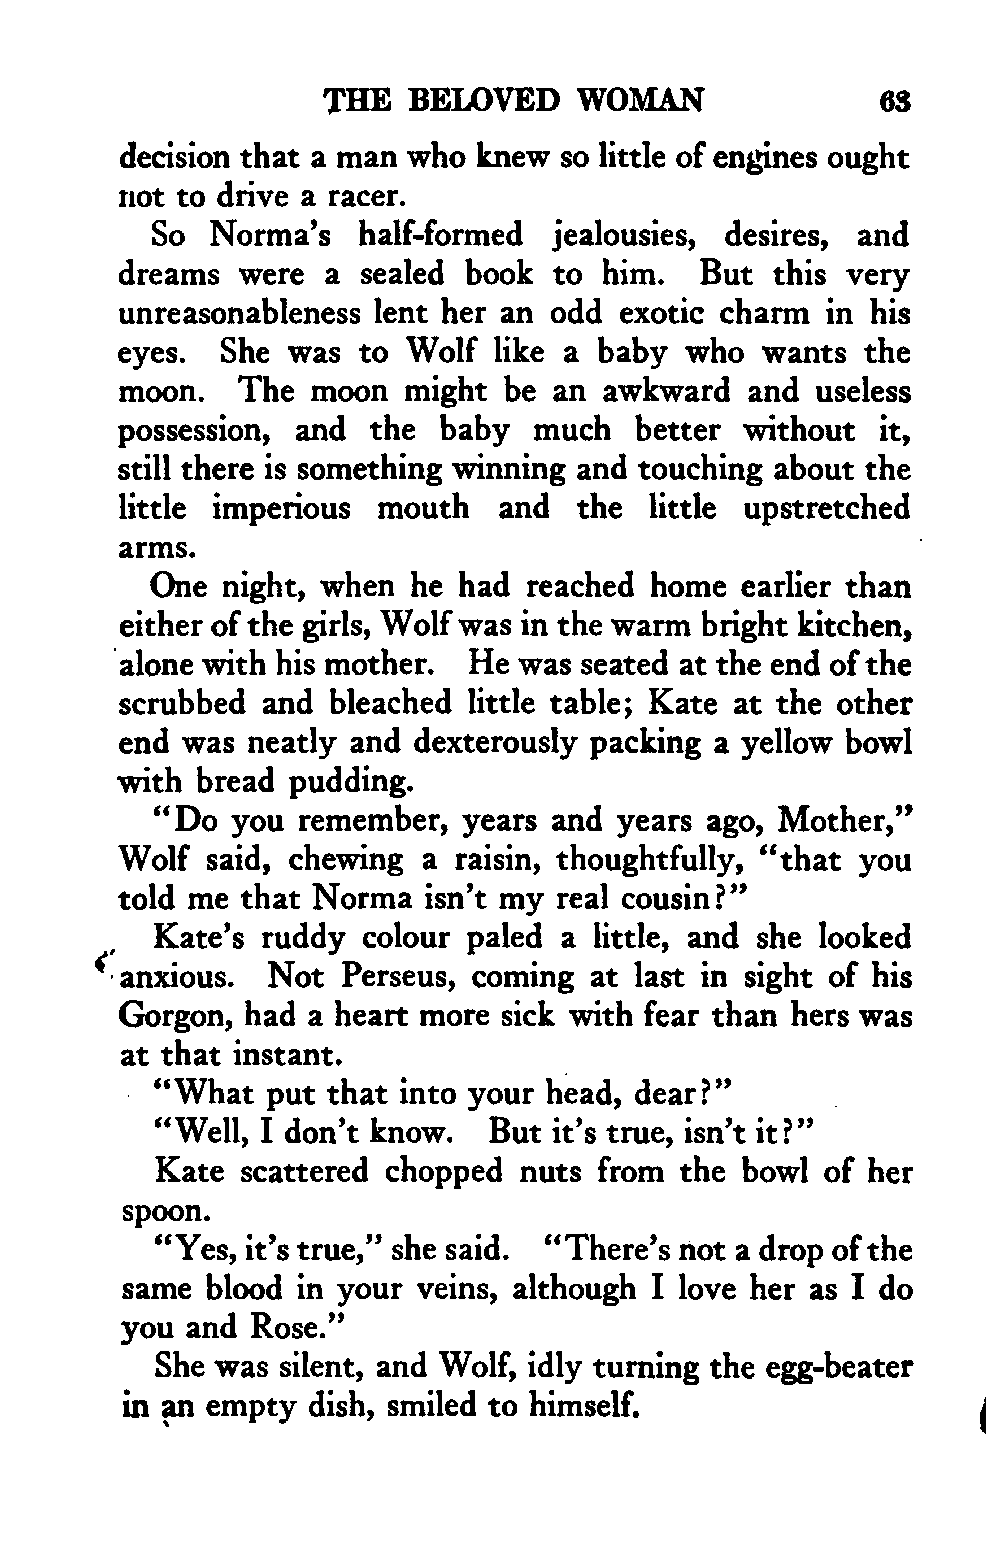 THE BELOVED WOMAN 63
decision that a man who knew so little of engines ought
not to drive a racer.
So Norma's half-formed jealousies, desires, and
dreams were a sealed book to him. But this very
unreasonableness lent her an odd exotic charm in his
eyes. She was to Wolf like a baby who wants the
moon. The moon might be an awkward and useless
possession, and the baby much better without it,
still there is something winning and touching about the
little imperious mouth and the little upstretched
arms.
One night, when he had reached home earlier than
either of the girls, Wolf was in the warm bright kitchen,
alone with his mother. He was seated at the end of the
scrubbed and bleached little table; Kate at the other
end was neatly and dexterously packing a yellow bowl
with bread pudding.
"Do you remember, years and years ago, Mother,"
Wolf said, chewing a raisin, thoughtfully, "that you
told me that Norma isn't my real cousin?"
Kate's ruddy colour paled a little, and she looked
anxious. Not Perseus, coming at last in sight of his
Gorgon, had a heart more sick with fear than hers was
at that instant.
"What put that into your head, dear?"
"Well, I don't know. But it's true, isn't it?"
Kate scattered chopped nuts from the bowl of her
spoon.
"Yes, it's true," she said. "There's not a drop of the
same blood in your veins, although I love her as I do
you and Rose."
She was silent, and Wolf, idly turning the egg-beater
in an empty dish, smiled to himself.